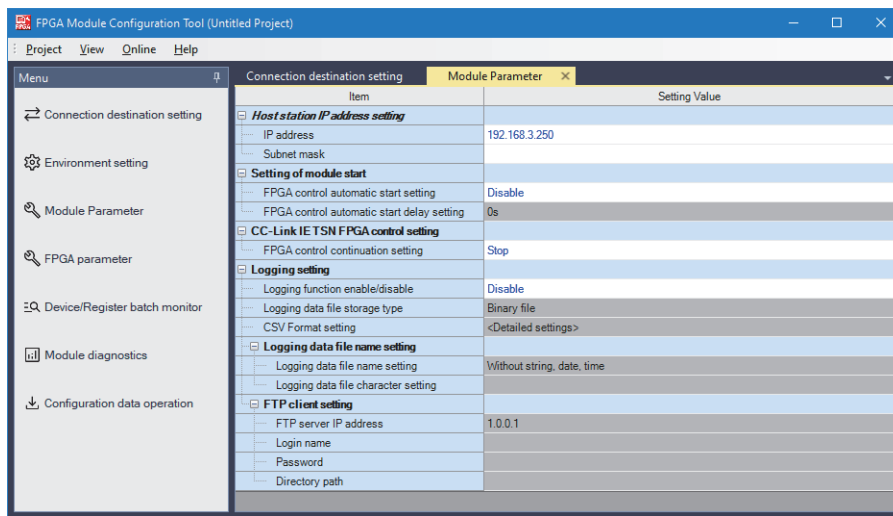 FPGA Module Configuration Tool (Untitled Project)
Project View Online Help
Menu
Connection destination setting
Environment setting
Module Parameter
FPGA parameter
Device/Register batch monitor
Module diagnostics
Configuration data operation
Connection destination setting Module Parameter
Item Setting Value
Host station IP address setting
IP address 192.168.3.250
Subnet mask
Setting of module start
FPGA control automatic start setting Disable
FPGA control automatic start delay setting 0s
CC-Link IETSN FPGA control setting
FPGA control continuation setting Stop
Logging setting
Logging function enable/disable Disable
Logging data file storage type Binary file
CSV Format setting <Detailed settings>
Logging data file name setting
Logging data file name setting Without string, date, time
Logging data file character setting
FTP client setting
FTP server IP address 1.0.0.1
Login name
Password
Directory path